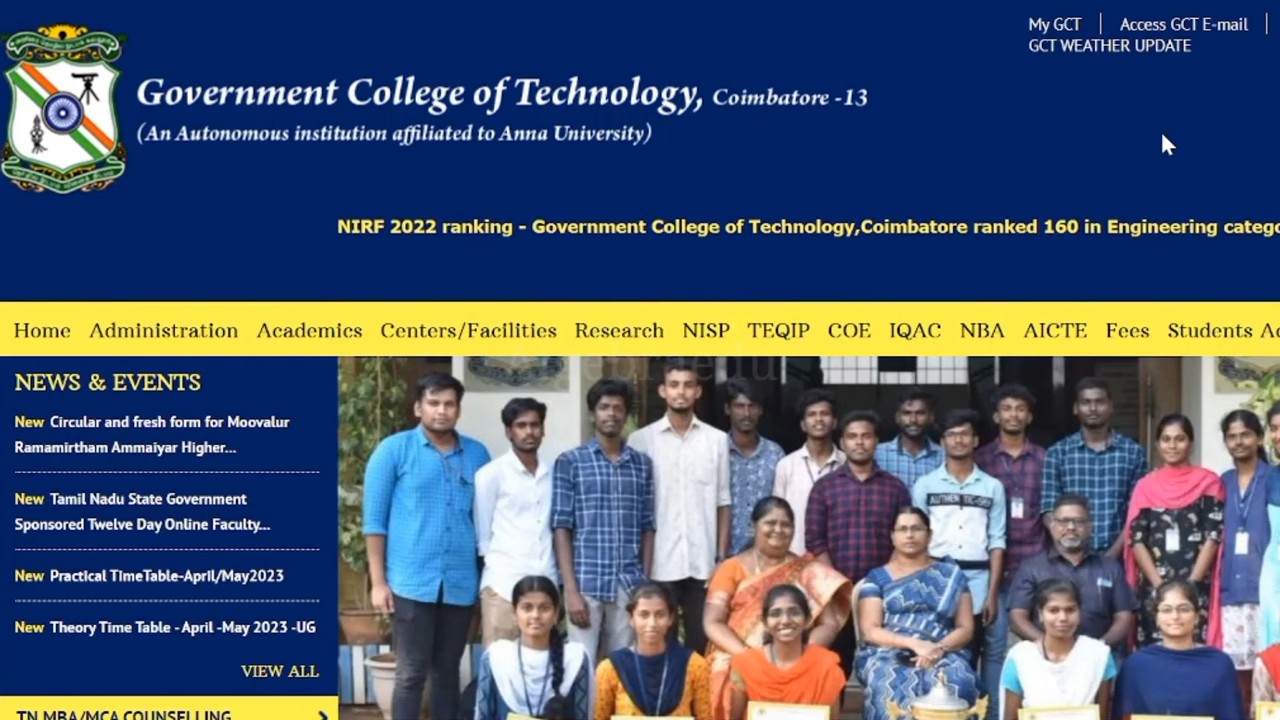 My GCT
Access GCT E-mail
GCT WEATHER UPDATE
Government College of Technology, Coimbatore -13
(An Autonomous institution affiliated to Anna University)
NIRF 2022 ranking - Government College of Technology,Coimbatore ranked 160 in Engineering catego
Home Administration Academics Centers/Facilities Research NISP TEQIP COE IQAC NBA AICTE Fees Students Ac
NEWS & EVENTS
New Circular and fresh form for Moovalur
Ramamirtham Ammaiyar Higher...
New Tamil Nadu State Government
Sponsored Twelve Day Online Faculty...
New Practical TimeTable-April/May2023
New Theory Time Table - April -May 2023 -UG
VIEW ALL
TN MBA/MCA COUNSELLING